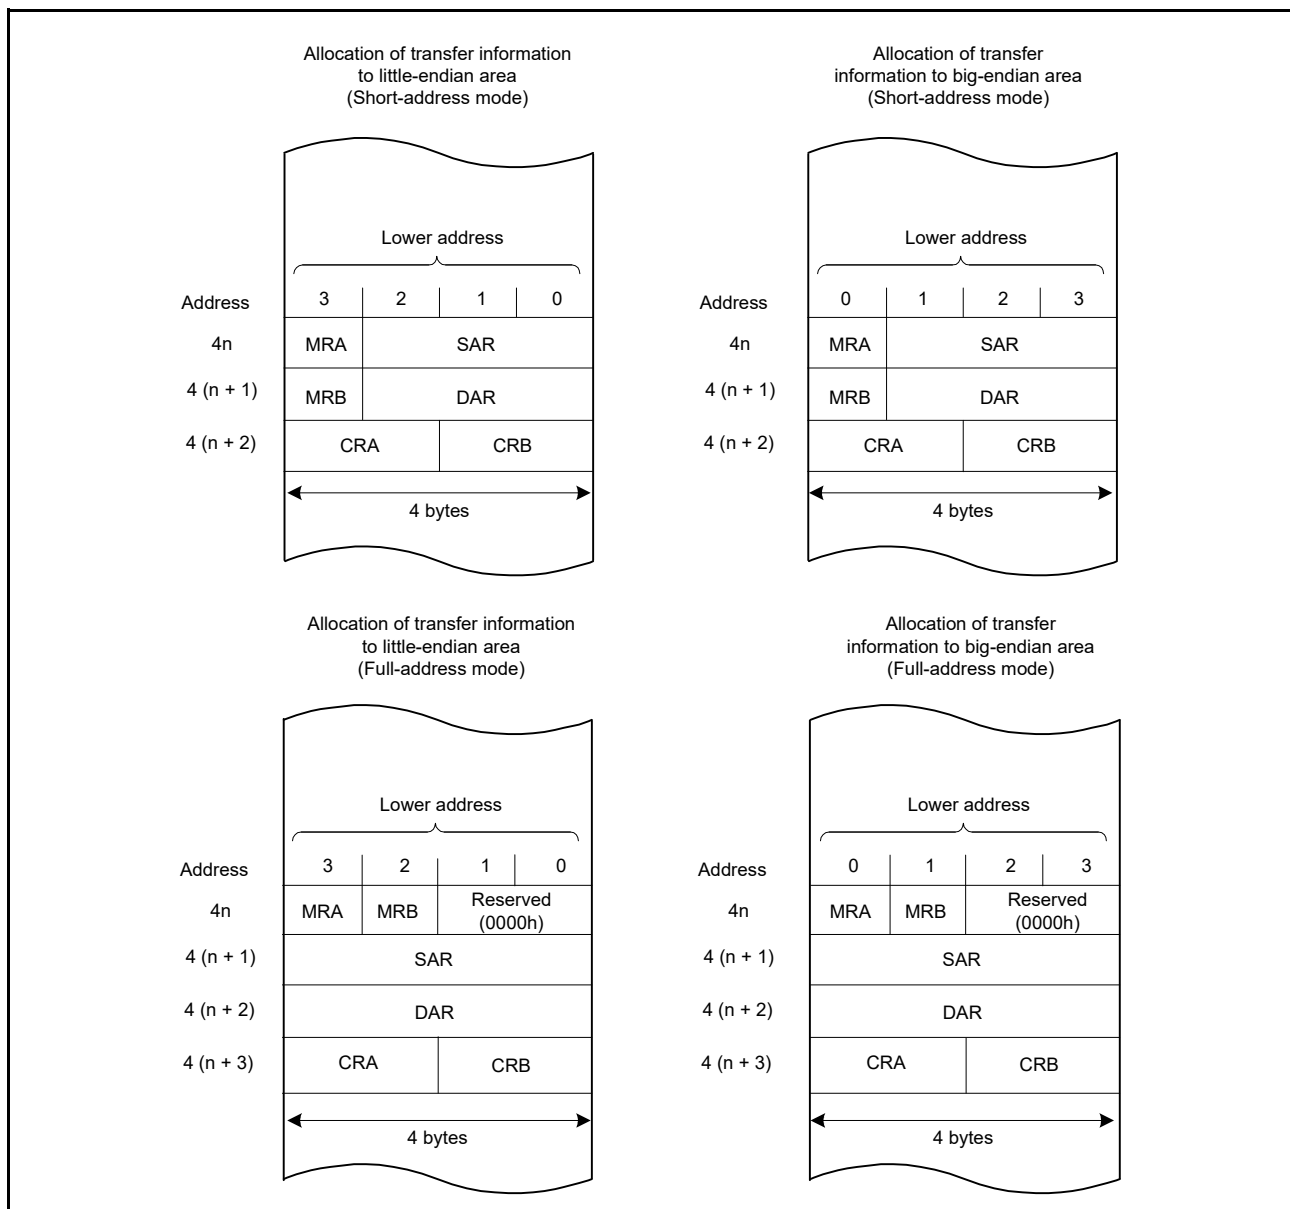 Allocation of transfer information
to little-endian area
(Short-address mode)
Lower address
Address 3 2 1 0
4n MRA SAR
4 (n + 1) MRB DAR
4 (n + 2) CRA CRB
4 bytes
Allocation of transfer
information to big-endian area
(Short-address mode)
Lower address
Address 0 1 2 3
4n MRA SAR
4 (n + 1) MRB DAR
4 (n + 2) CRA CRB
4 bytes
Allocation of transfer information
to little-endian area
(Full-address mode)
Lower address
Address 3 2 1 0
4n MRA MRB Reserved
(0000h)
4 (n + 1) SAR
4 (n + 2) DAR
4 (n + 3) CRA CRB
4 bytes
Allocation of transfer
information to big-endian area
(Full-address mode)
Lower address
Address 0 1 2 3
4n MRA MRB Reserved
(0000h)
4 (n + 1) SAR
4 (n + 2) DAR
4 (n + 3) CRA CRB
4 bytes